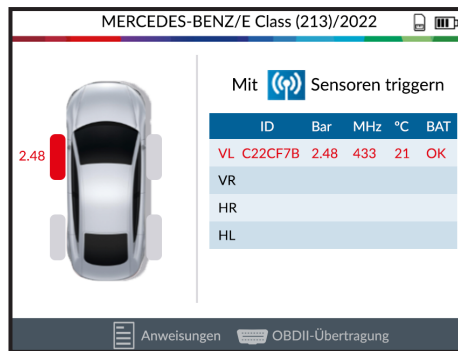 MERCEDES-BENZ/E Class (213)/2022
Mit Sensoren triggern
ID Bar MHz °C BAT
2.48
VL C22CF7B 2.48 433 21 OK
VR
HR
HL
Anweisungen OBDII-Übertragung